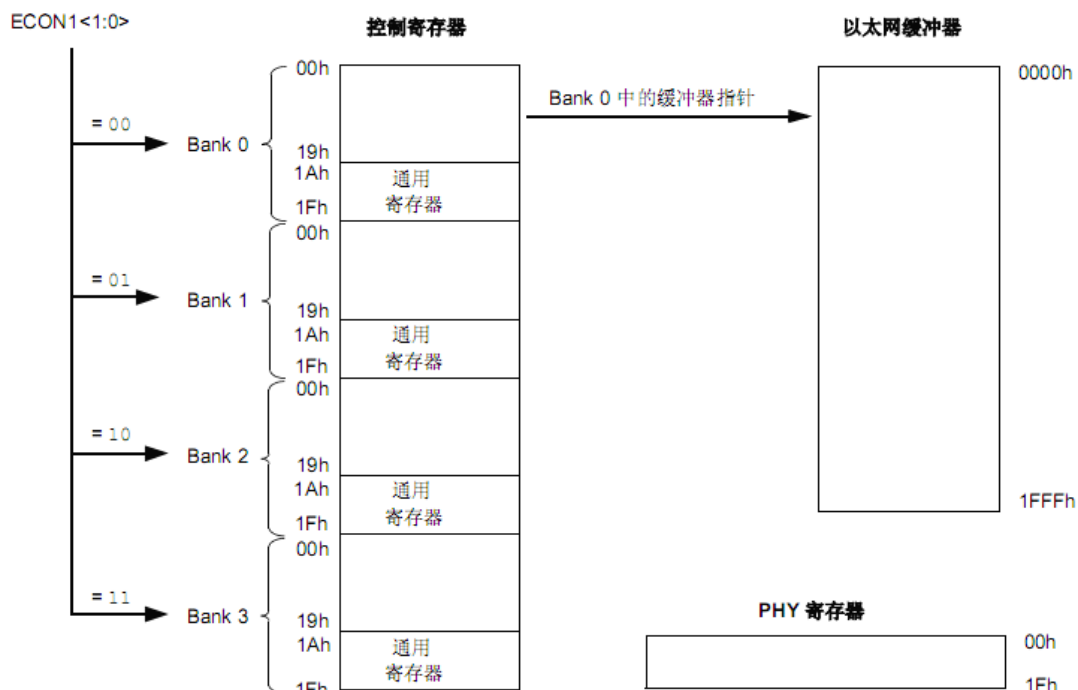 ECON1<1:0>
控制寄存器
以太网缓冲器
= 00
Bank 0
00h
19h
1Ah
1Fh
通用
寄存器
Bank 0 中的缓冲器指针
0000h
1FFFh
= 01
Bank 1
00h
19h
1Ah
1Fh
通用
寄存器
= 10
Bank 2
00h
19h
1Ah
1Fh
通用
寄存器
= 11
Bank 3
00h
19h
1Ah
1Fh
通用
寄存器
PHY 寄存器
00h
1Fh